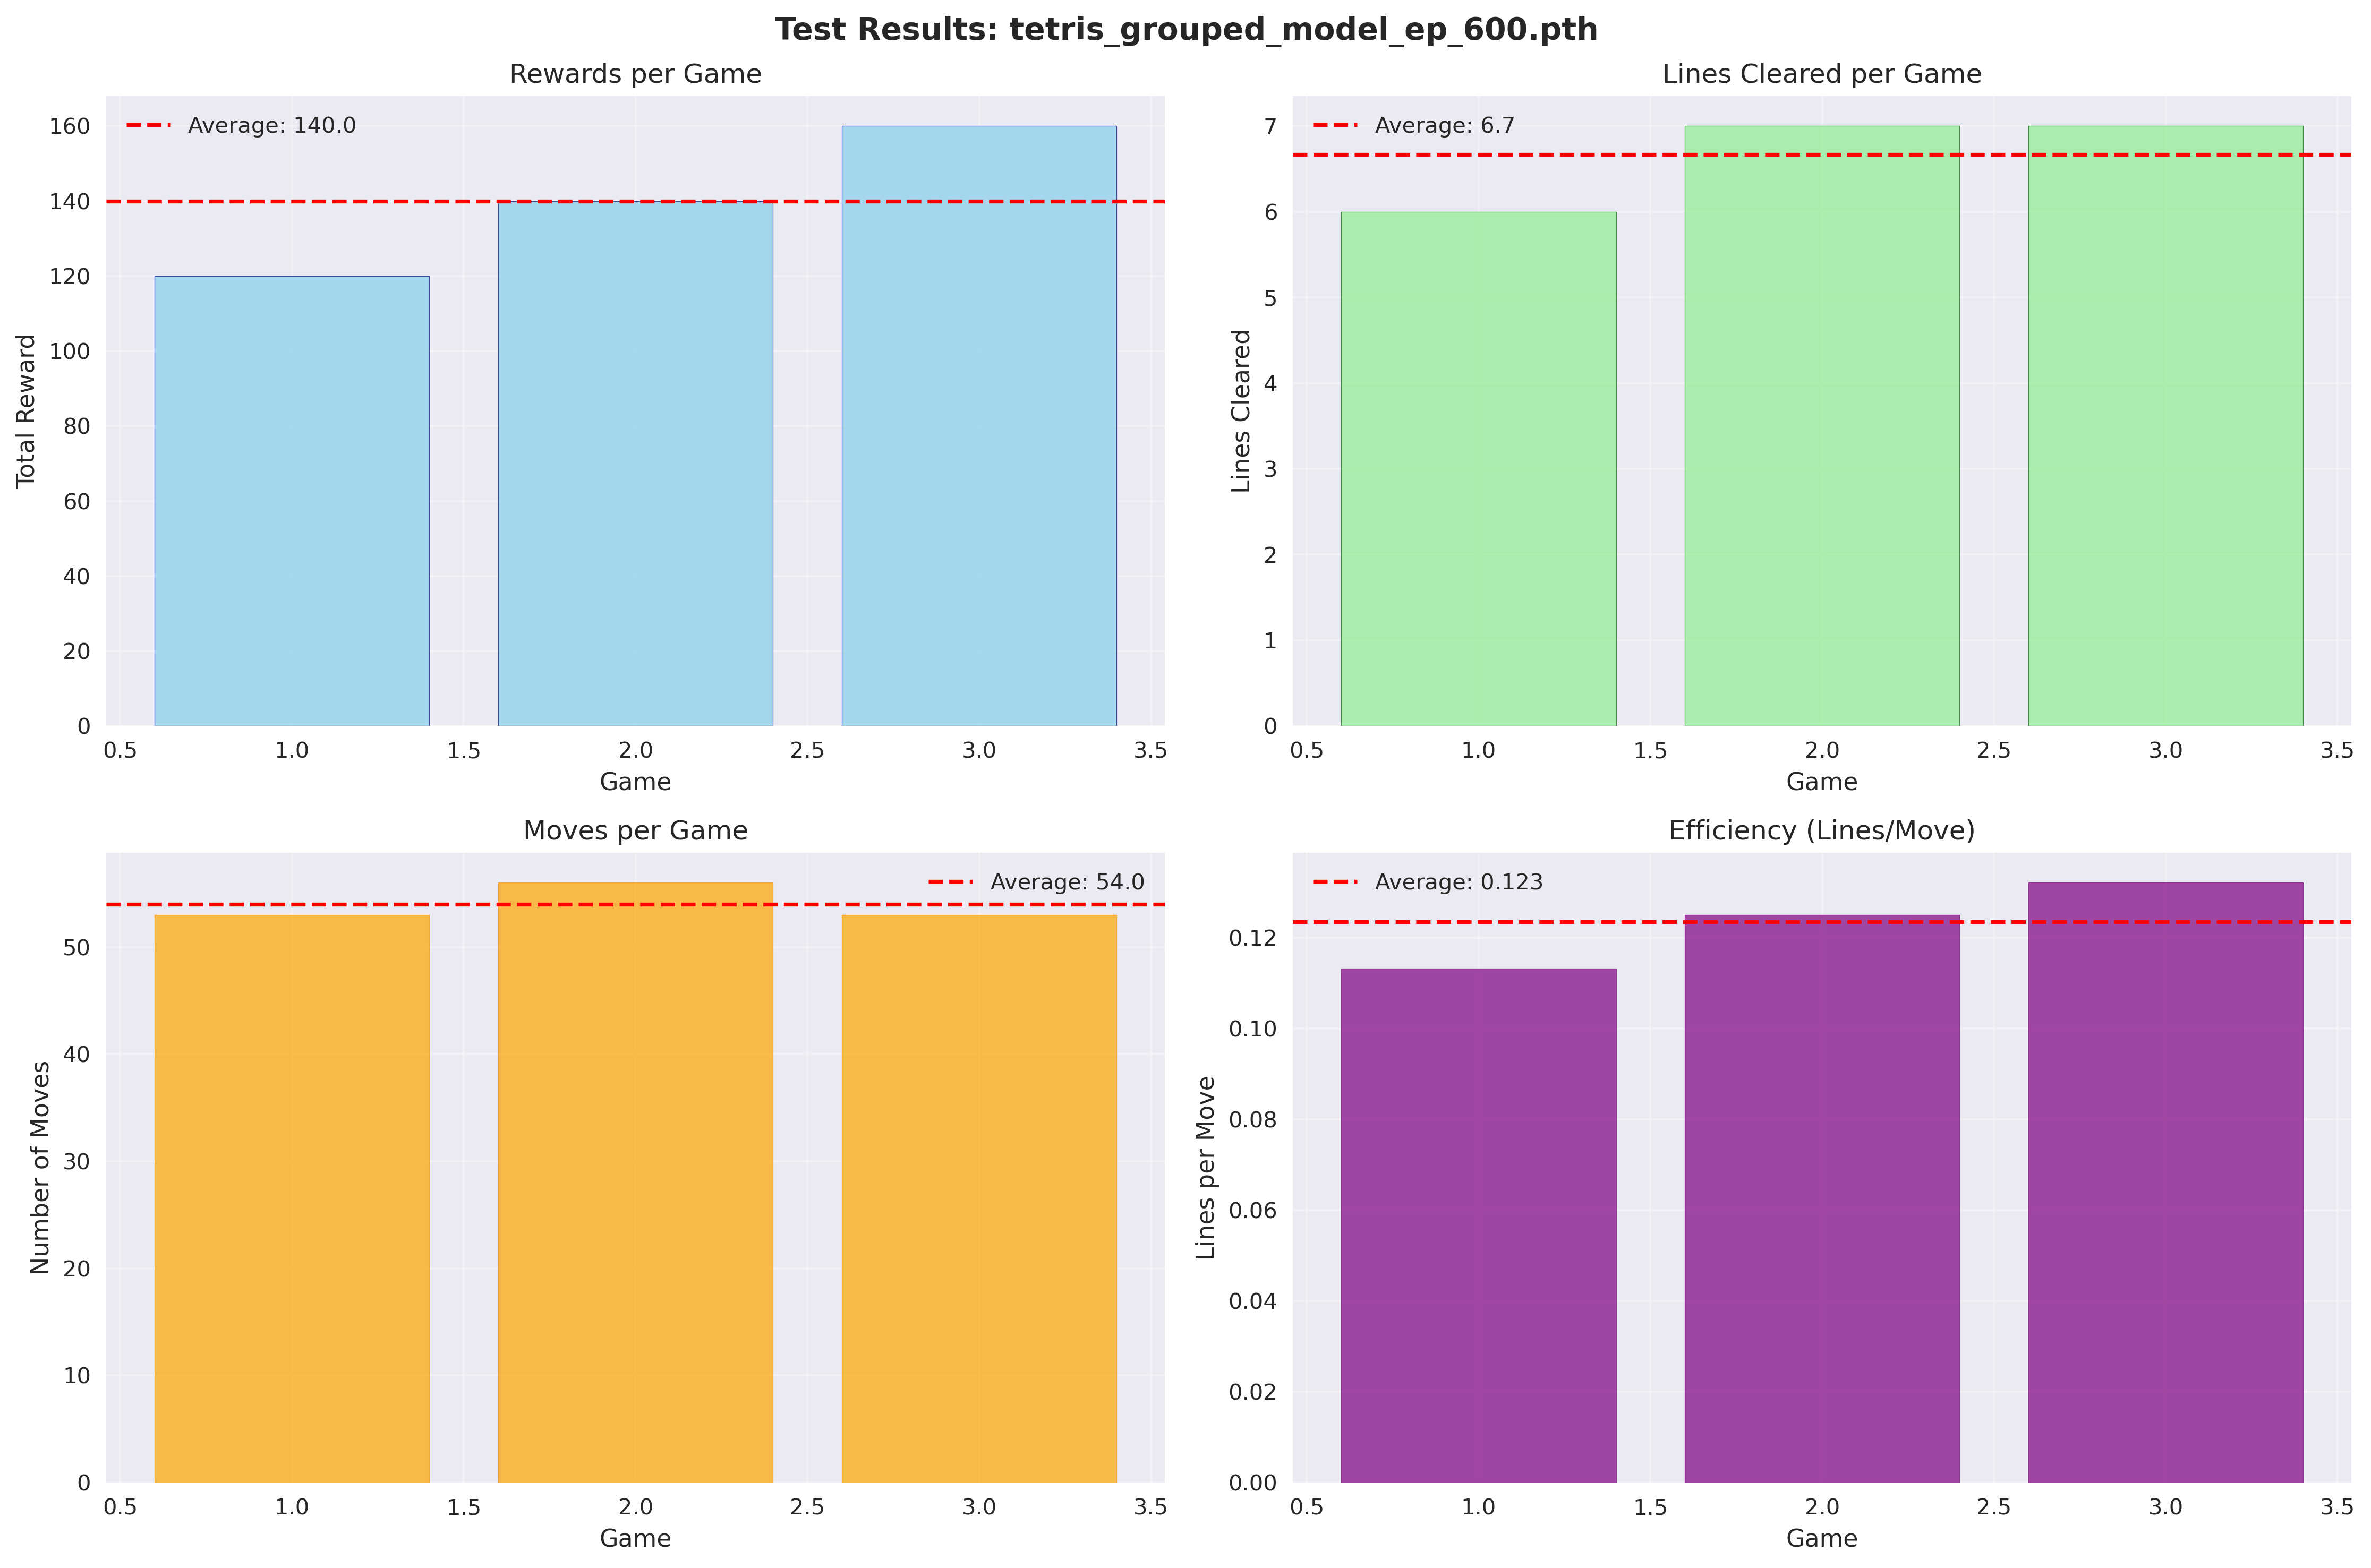 Test Results: tetris_grouped_model_ep_600.pth
Rewards per Game
Average: 140.0
Total Reward
160
140
120
100
80
60
40
20
0
0.5 1.0 1.5 2.0 2.5 3.0 3.5
Game
Lines Cleared per Game
Average: 6.7
Lines Cleared
7
6
5
4
3
2
1
0
0.5 1.0 1.5 2.0 2.5 3.0 3.5
Game
Moves per Game
Average: 54.0
Number of Moves
50
40
30
20
10
0
0.5 1.0 1.5 2.0 2.5 3.0 3.5
Game
Efficiency (Lines/Move)
Average: 0.123
Lines per Move
0.12
0.10
0.08
0.06
0.04
0.02
0.00
0.5 1.0 1.5 2.0 2.5 3.0 3.5
Game